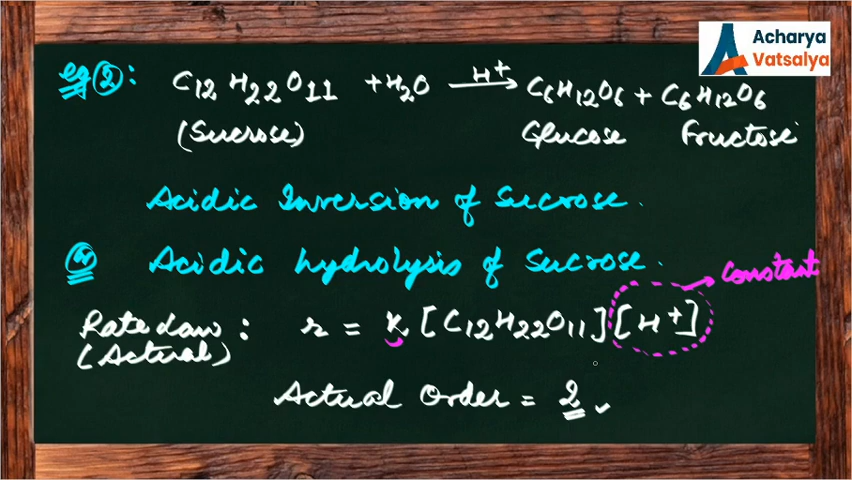 Acharya
Vatsalya
eg②:
C12H22O11 + H2O —H+→ C6H12O6 + C6H12O6
(Sucrose) Glucose Fructose
Acidic Inversion of Sucrose.
Acidic hydrolysis of Sucrose.
Constant
Rate law : r = k [C12H22O11] [H+]
(Actual)
Actual Order = 2